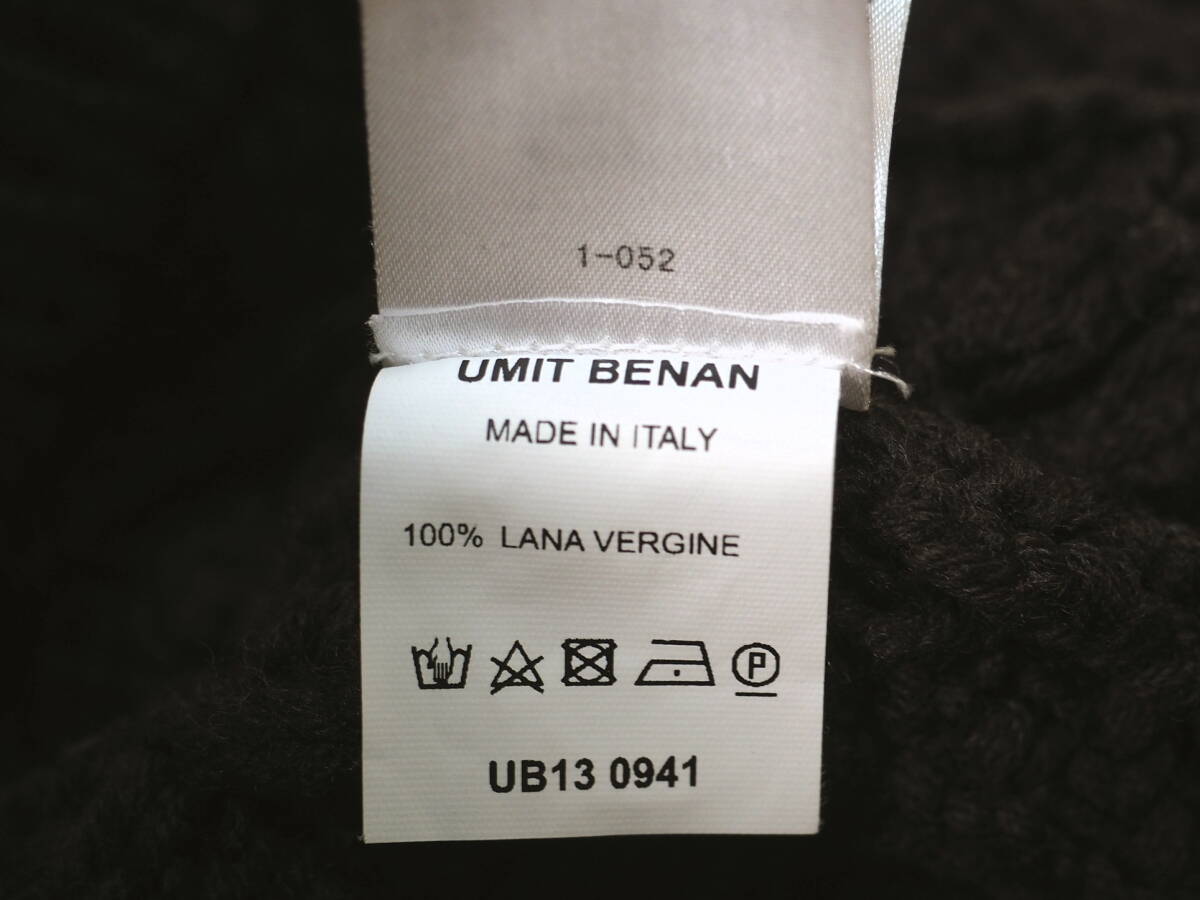 1-052
UMIT BENAN
MADE IN ITALY
100% LANA VERGINE
P
UB13 0941